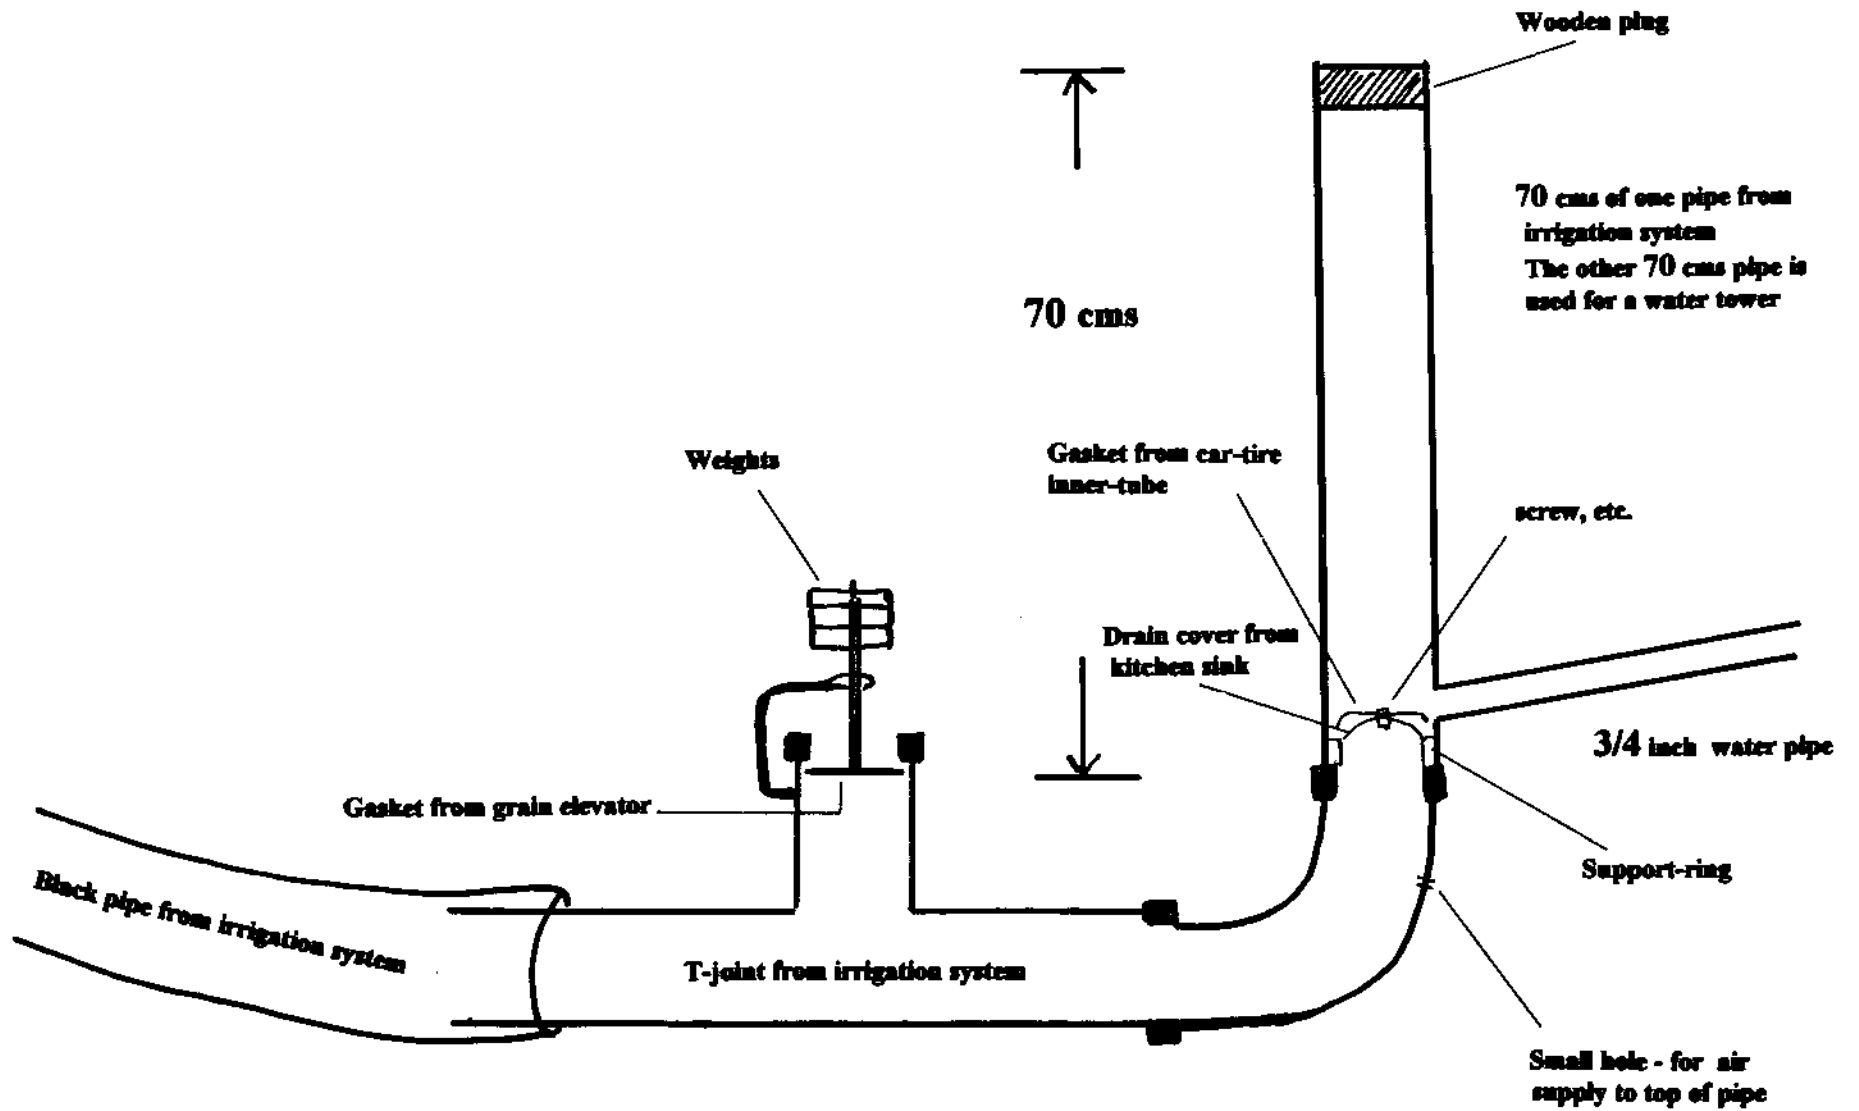 Wooden plug
70 cms of one pipe from
irrigation system
The other 70 cms pipe is
used for a water tower
70 cms
Weights
Gasket from car-tire
inner-tube
screw, etc.
Drain cover from
kitchen sink
3/4 inch water pipe
Gasket from grain elevator
Support-ring
Black pipe from irrigation system
T-joint from irrigation system
Small hole - for air
supply to top of pipe